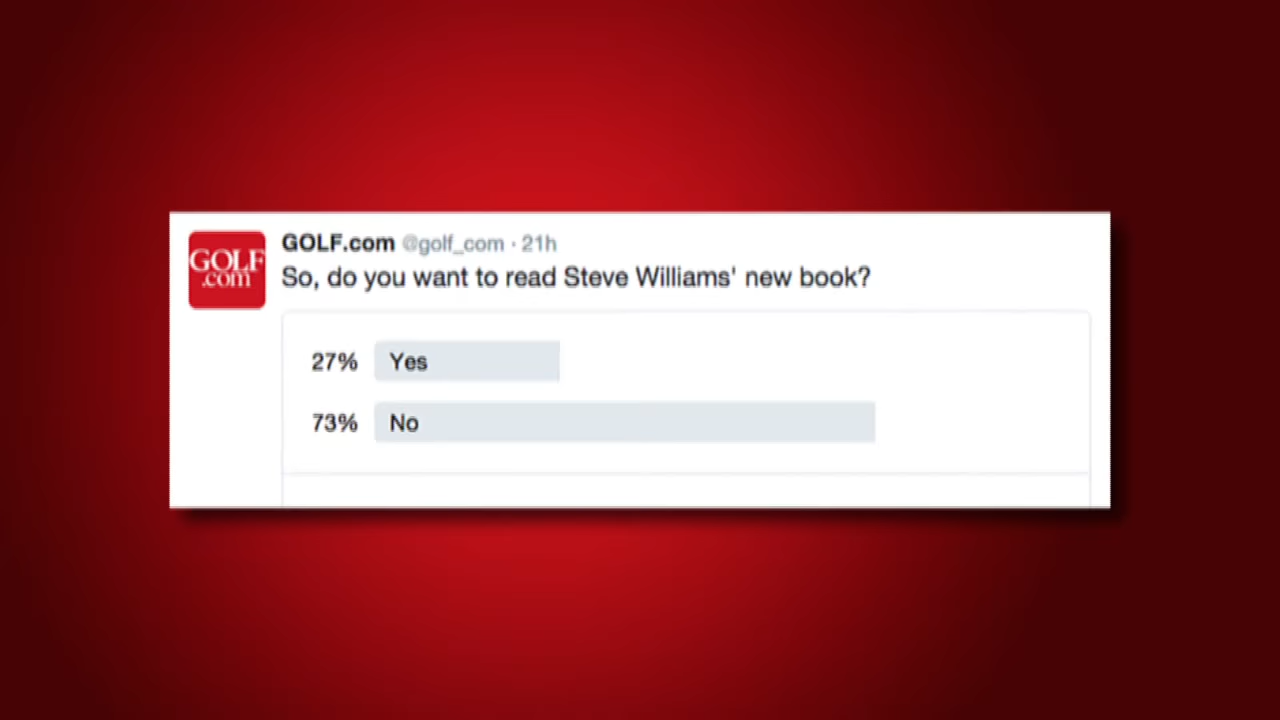 GOLF
.com
GOLF.com @golf_com · 21h
So, do you want to read Steve Williams' new book?
27% Yes
73% No